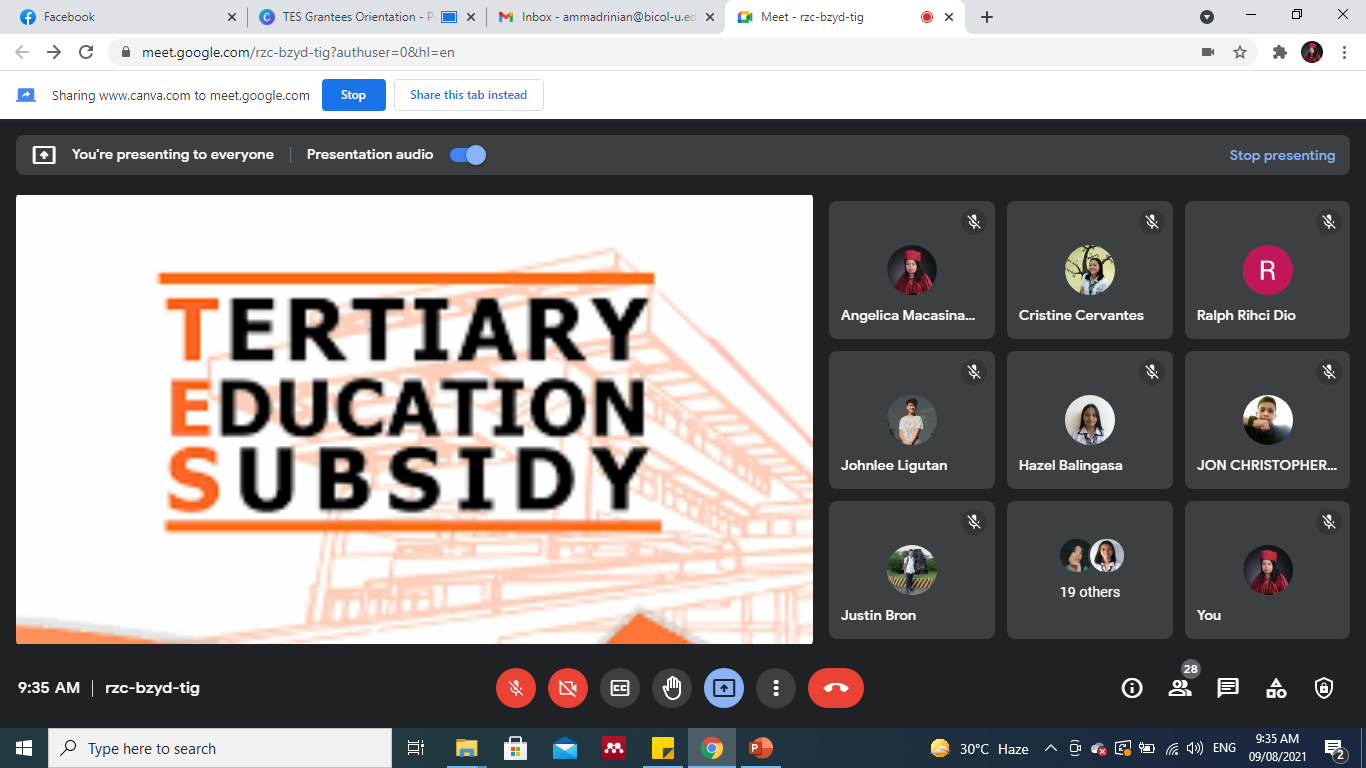 Facebook
TES Grantees Orientation - P
Inbox - ammadrinian@bicol-u.ed
Meet - rzc-bzyd-tig
meet.google.com/rzc-bzyd-tig?authuser=0&hl=en
Sharing www.canva.com to meet.google.com
Stop
Share this tab instead
You're presenting to everyone
Presentation audio
Stop presenting
TERTIARY
EDUCATION
SUBSIDY
Angelica Macasina...
Cristine Cervantes
R
Ralph Rihci Dio
Johnlee Ligutan
Hazel Balingasa
JON CHRISTOPHER...
Justin Bron
19 others
You
9:35 AM | rzc-bzyd-tig
CC
28
Type here to search
30°C Haze
ENG
9:35 AM
09/08/2021
2